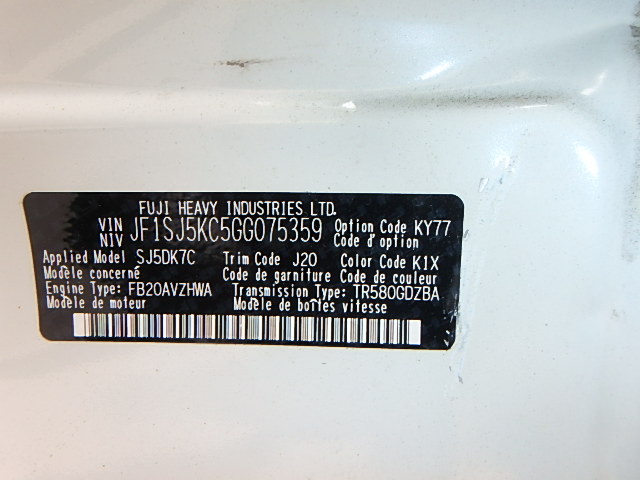 FUJI HEAVY INDUSTRIES LTD.
VIN NIV JF1SJ5KC5GG075359 Option Code KY77
Code d'option
Applied Model SJ5DK7C Trim Code J20 Color Code K1X
Modèle concerné Code de garniture Code de couleur
Engine Type: FB20AVZHWA Transmission Type: TR580GDZBA
Modèle de moteur Modèle de boîtes vitesse